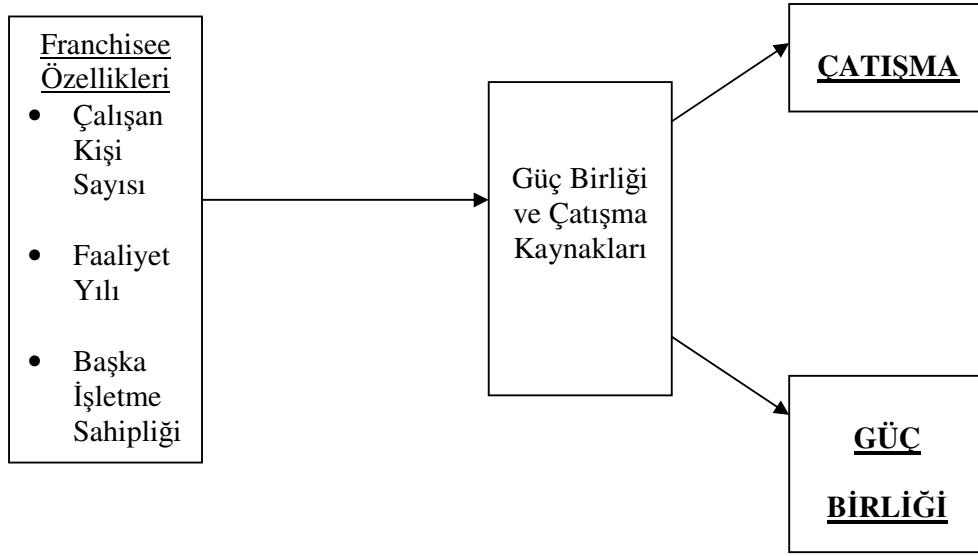 Franchisee
Özellikleri
• Çalışan
Kişi
Sayısı
• Faaliyet
Yılı
• Başka
İşletme
Sahipliği
Güç Birliği
ve Çatışma
Kaynakları
ÇATIŞMA
GÜÇ
BİRLİĞİ